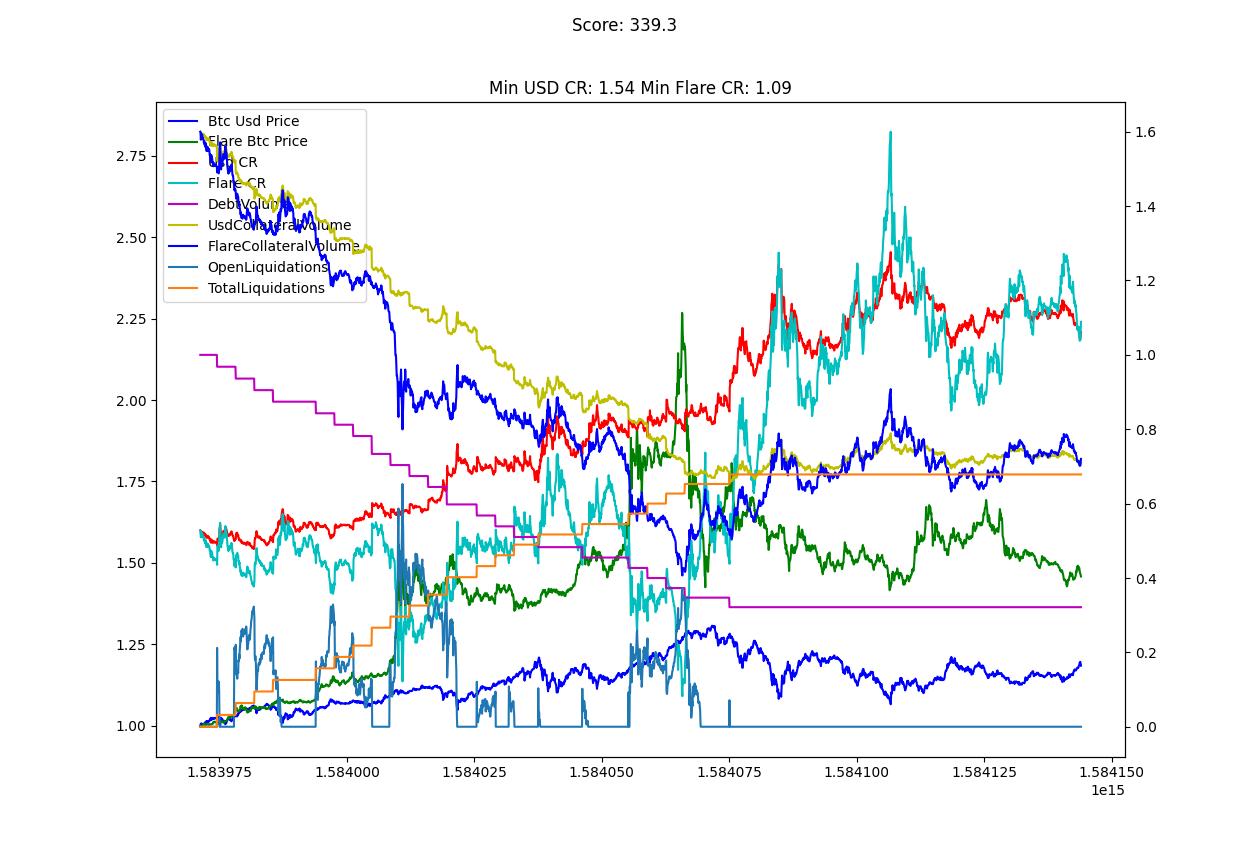 Score: 339.3
Min USD CR: 1.54 Min Flare CR: 1.09
Btc Usd Price
Flare Btc Price
Usd CR
Flare CR
DebtVolume
UsdCollateralVolume
FlareCollateralVolume
OpenLiquidations
TotalLiquidations
2.75
2.50
2.25
2.00
1.75
1.50
1.25
1.00
1.6
1.4
1.2
1.0
0.8
0.6
0.4
0.2
0.0
1.583975 1.584000 1.584025 1.584050 1.584075 1.584100 1.584125 1.584150
1e15